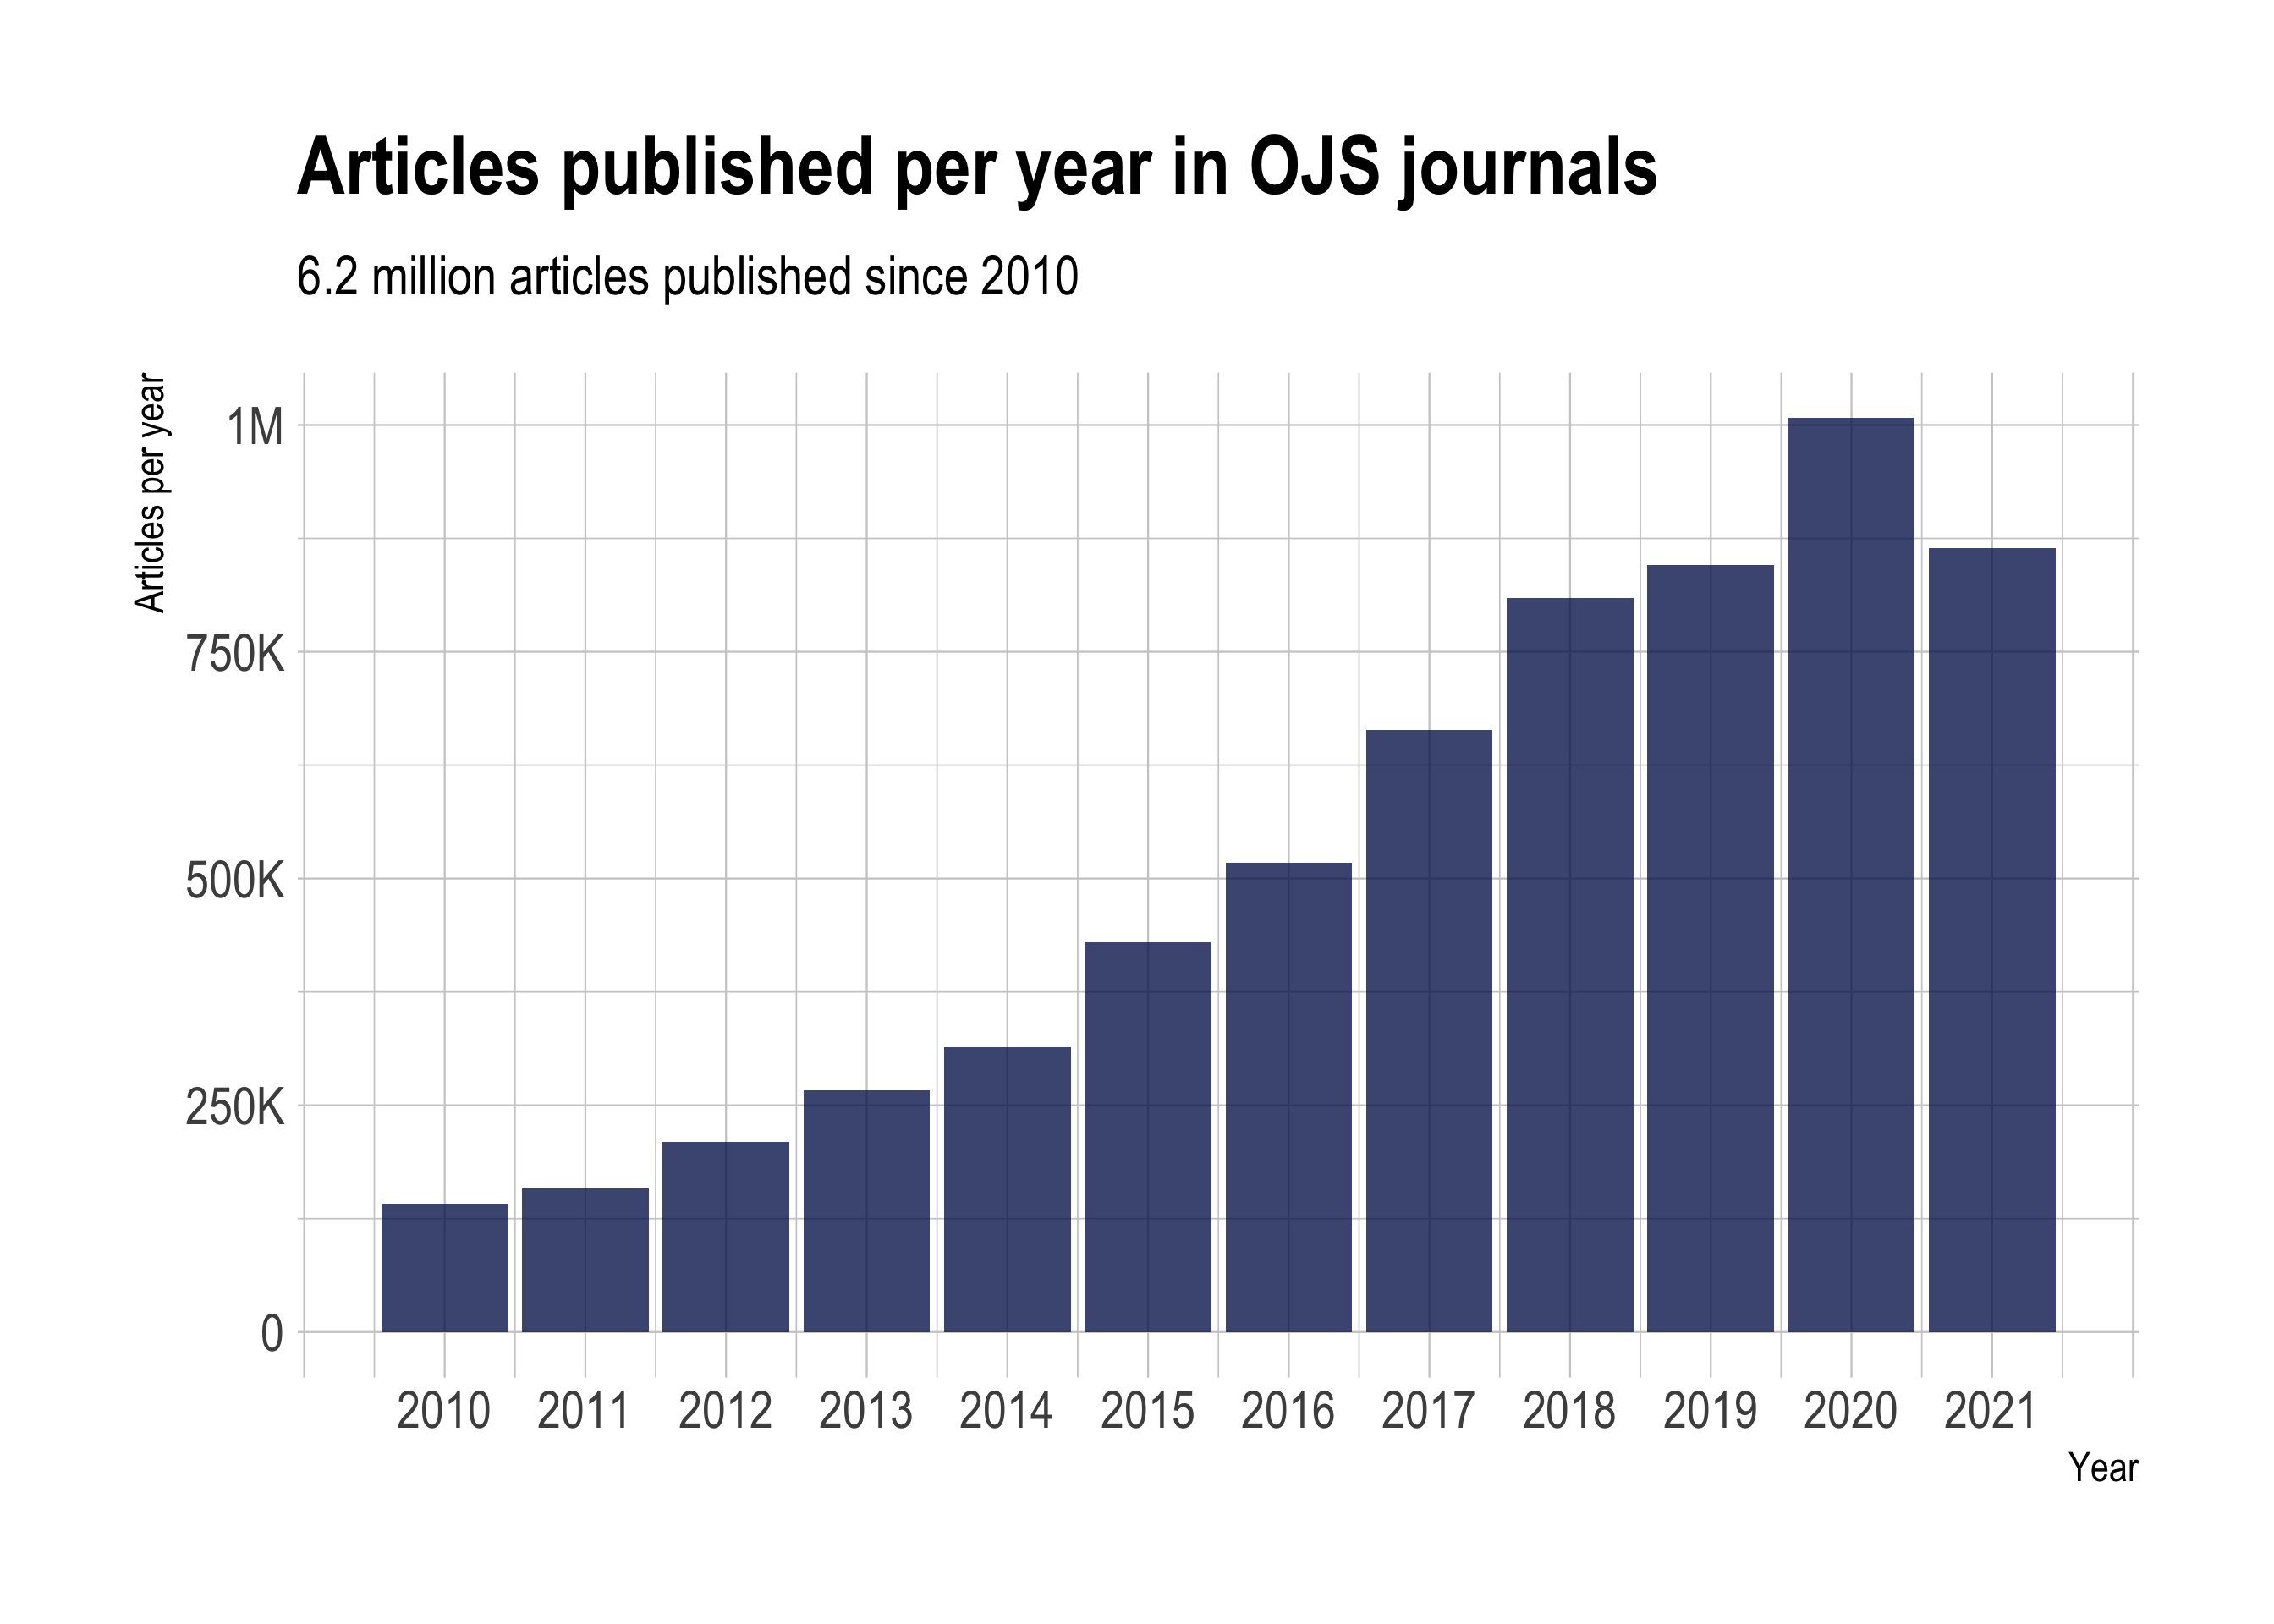 Articles published per year in OJS journals
6.2 million articles published since 2010
Articles per year
1M
750K
500K
250K
0
2010 2011 2012 2013 2014 2015 2016 2017 2018 2019 2020 2021
Year